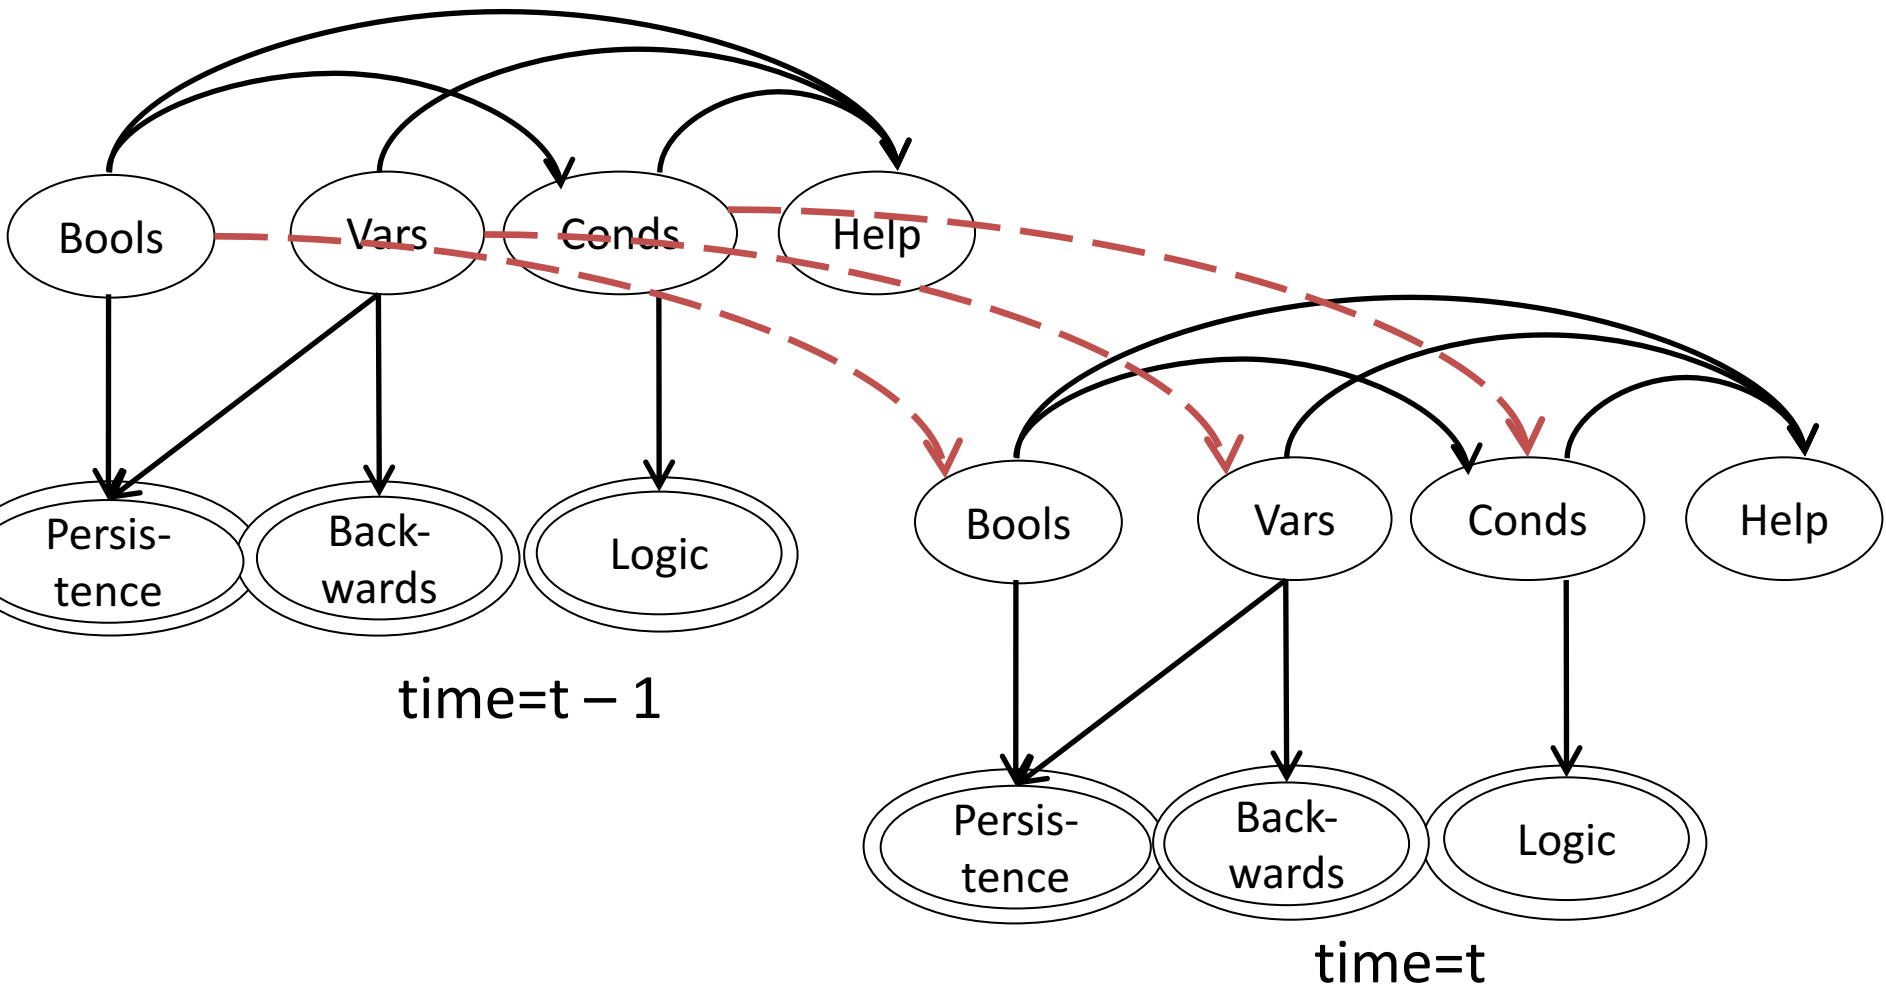 Bools
Vars
Conds
Help
Persis-
tence
Back-
wards
Logic
time=t – 1
Bools
Vars
Conds
Help
Persis-
tence
Back-
wards
Logic
time=t